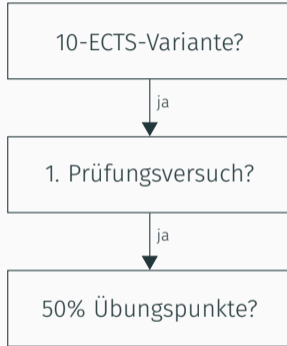 10-ECTS-Variante?
ja
1. Prüfungsversuch?
ja
50% Übungspunkte?